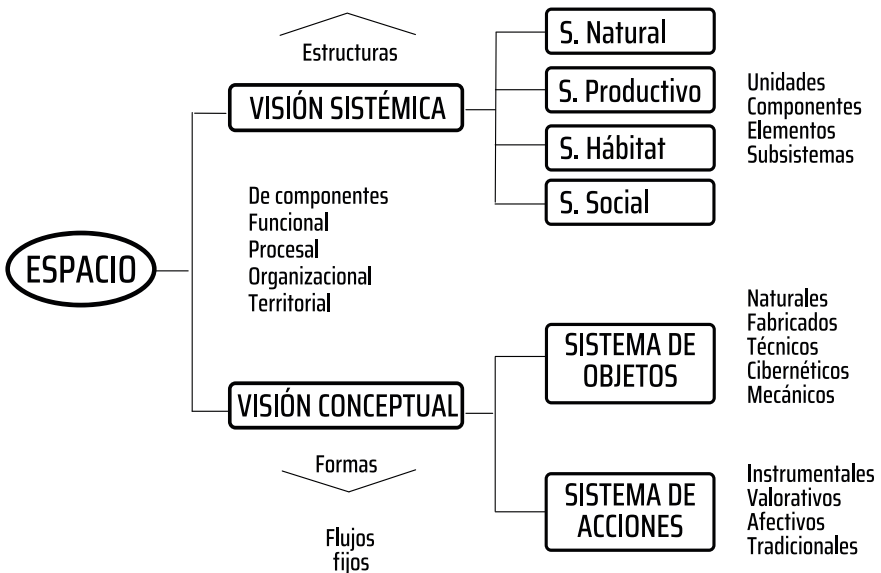 Estructuras
VISIÓN SISTÉMICA
S. Natural
S. Productivo
S. Hábitat
S. Social
Unidades
Componentes
Elementos
Subsistemas
De componentes
Funcional
Procesal
Organizacional
Territorial
ESPACIO
VISIÓN CONCEPTUAL
Formas
Flujos
fijos
SISTEMA DE
OBJETOS
Naturales
Fabricados
Técnicos
Cibernéticos
Mecánicos
SISTEMA DE
ACCIONES
Instrumentales
Valorativos
Afectivos
Tradicionales